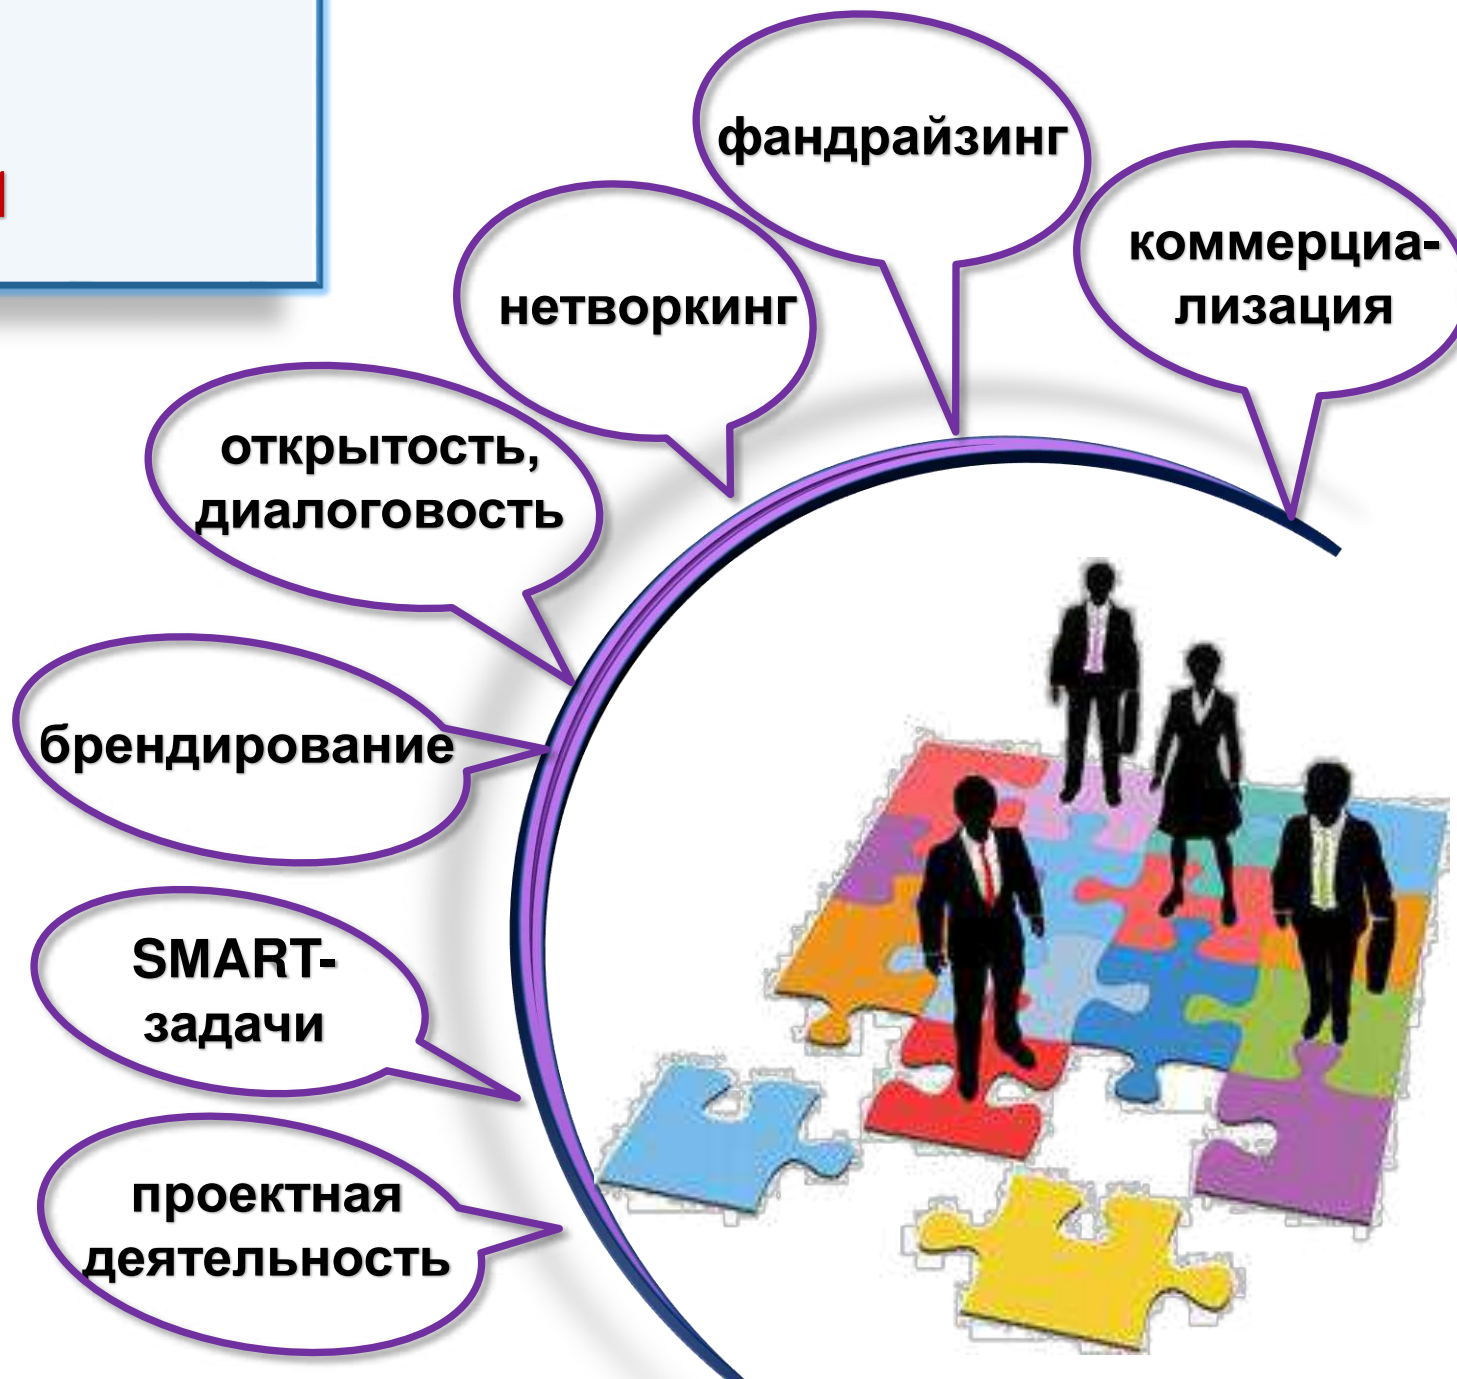 фандрайзинг
коммерциа-
лизация
нетворкинг
открытость,
диалоговость
брендирование
SMART-
задачи
проектная
деятельность